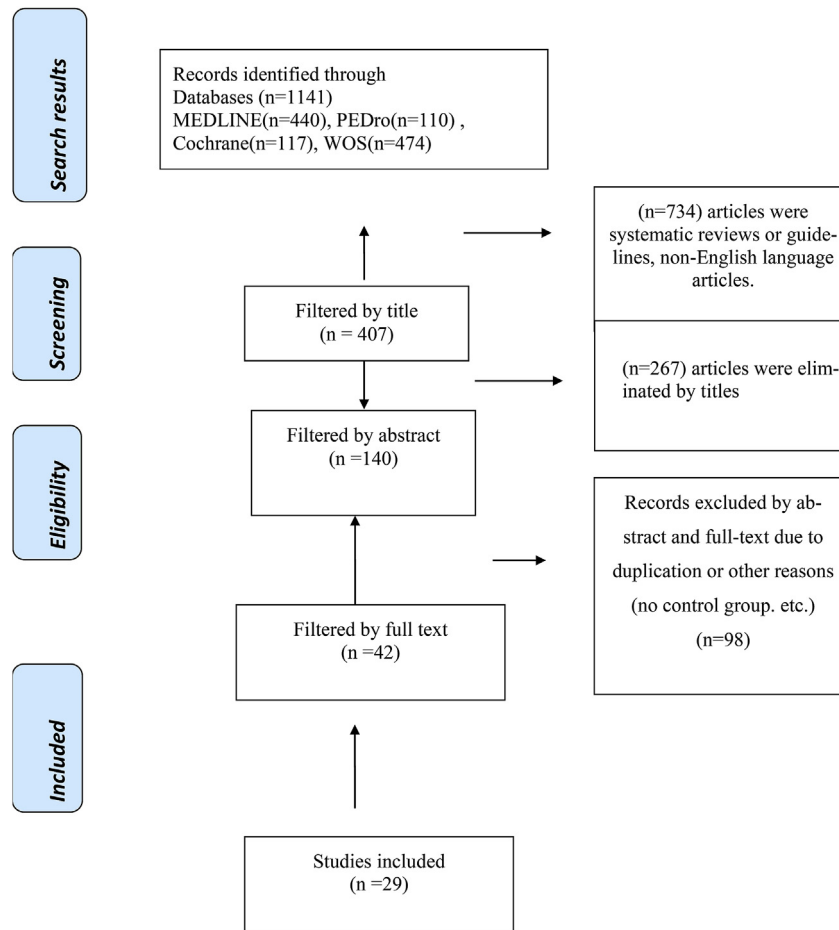 Search results
Records identified through
Databases (n=1141)
MEDLINE(n=440), PEDro(n=110) ,
Cochrane(n=117), WOS(n=474)
(n=734) articles were
systematic reviews or guide-
lines, non-English language
articles.
Screening
Filtered by title
(n = 407)
(n=267) articles were elim-
inated by titles
Eligibility
Filtered by abstract
(n =140)
Records excluded by ab-
stract and full-text due to
duplication or other reasons
(no control group. etc.)
(n=98)
Filtered by full text
(n =42)
Included
Studies included
(n =29)